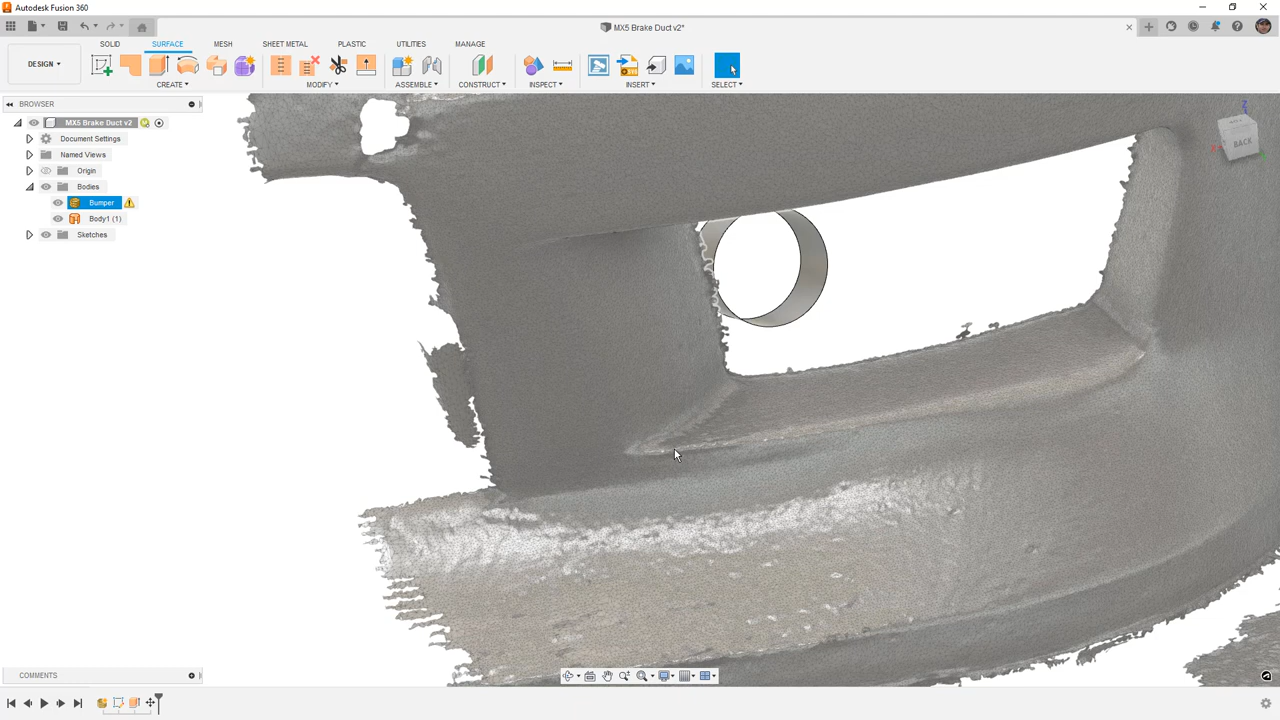 Autodesk Fusion 360
MX5 Brake Duct v2*
DESIGN
SOLID SURFACE MESH SHEET METAL PLASTIC UTILITIES MANAGE
CREATE MODIFY ASSEMBLE CONSTRUCT INSPECT INSERT SELECT
BROWSER
MX5 Brake Duct v2
Document Settings
Named Views
Origin
Bodies
Bumper
Body1 (1)
Sketches
Z
BACK
X
COMMENTS